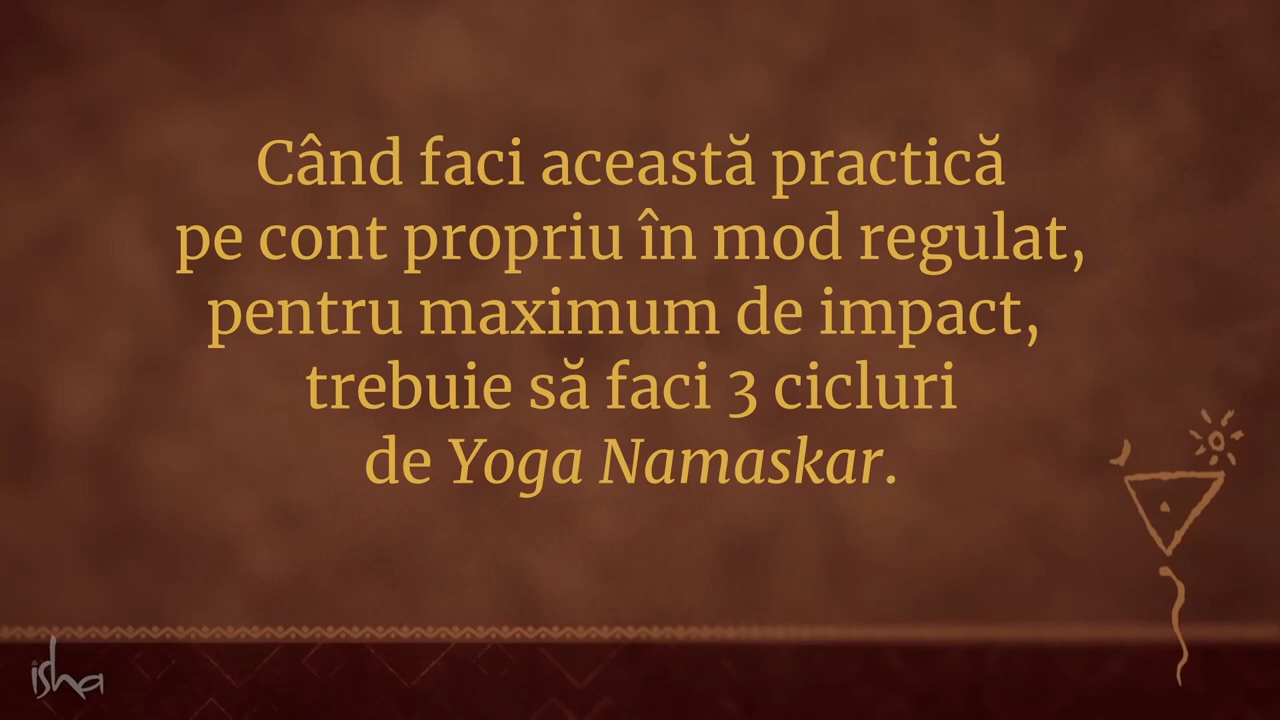 Când faci această practică
pe cont propriu în mod regulat,
pentru maximum de impact,
trebuie să faci 3 cicluri
de Yoga Namaskar.
isha